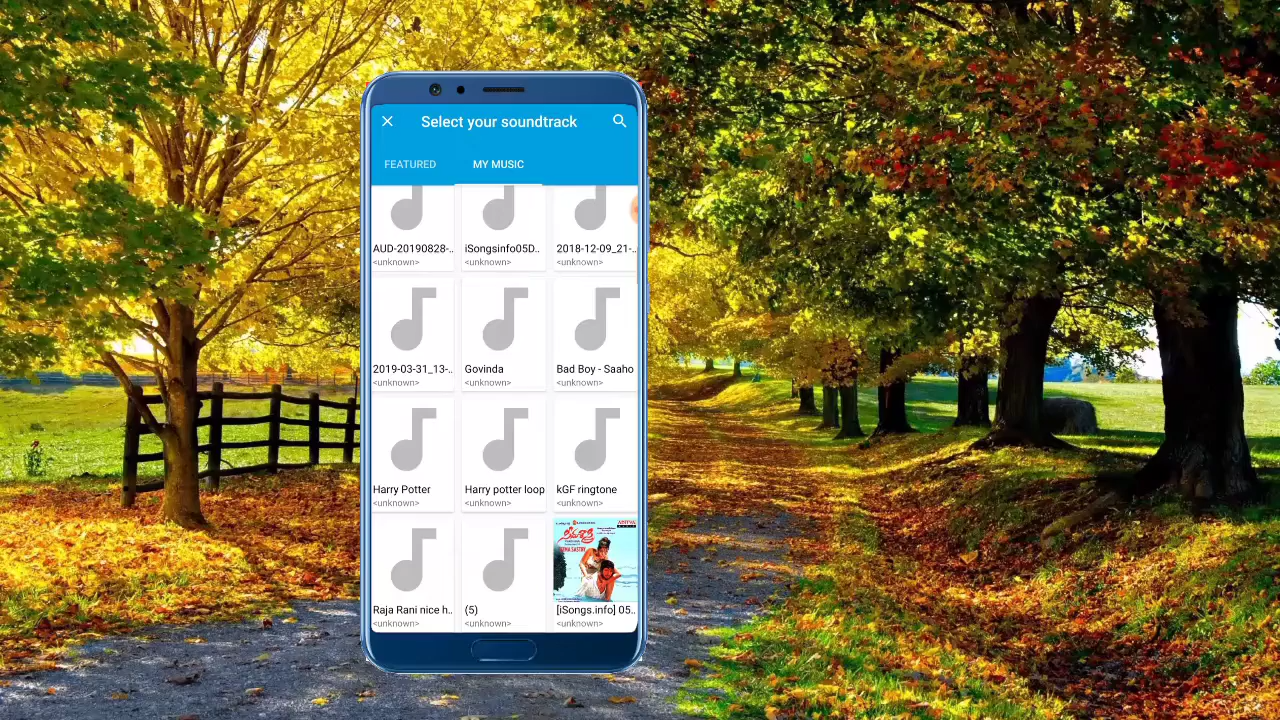 Select your soundtrack
FEATURED MY MUSIC
AUD-20190828-.. iSongsinfo05D.. 2018-12-09_21-..
<unknown> <unknown> <unknown>
2019-03-31_13-.. Govinda Bad Boy - Saaho
<unknown> <unknown> <unknown>
Harry Potter Harry potter loop kGF ringtone
<unknown> <unknown> <unknown>
ADITYA
MUSIC
Raja Rani nice h.. (5) [iSongs.info] 05..
<unknown> <unknown> <unknown>